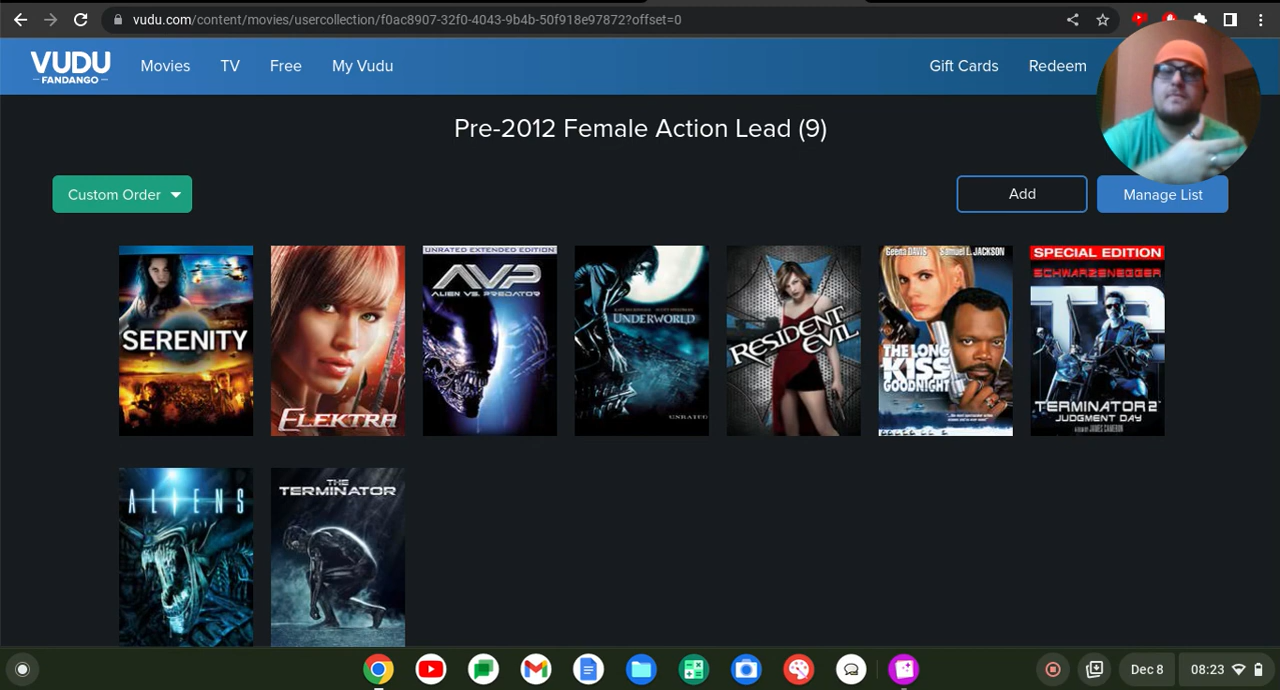 vudu.com/content/movies/usercollection/f0ac8907-32f0-4043-9b4b-50f918e97872?offset=0
VUDU
FANDANGO
Movies TV Free My Vudu Gift Cards Redeem
Pre-2012 Female Action Lead (9)
Custom Order Add Manage List
SERENITY
ELEKTRA
UNRATED EXTENDED EDITION
AVP
ALIEN VS. PREDATOR
UNDERWORLD
UNRATED
RESIDENT EVIL
Geena DAVIS Samuel L. JACKSON
THE LONG
KISS
GOODNIGHT
SPECIAL EDITION
SCHWARZENEGGER
T2
TERMINATOR 2
JUDGMENT DAY
ALIENS
THE
TERMINATOR
Dec 8 08:23